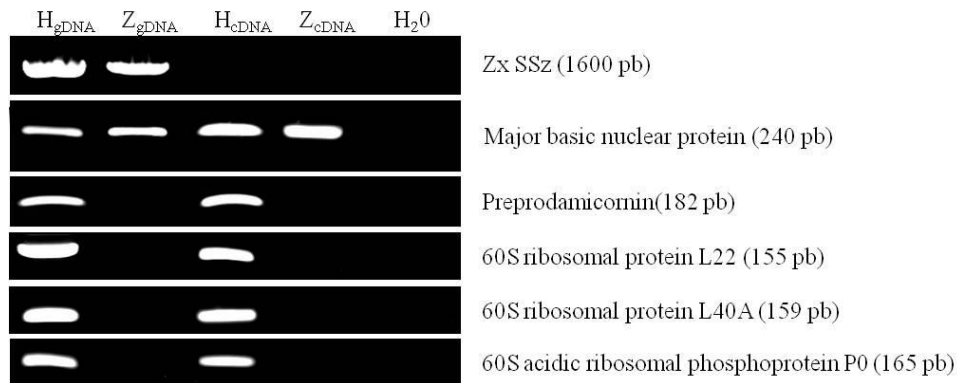 HgDNA ZgDNA HcDNA ZcDNA H20
Zx SSz (1600 pb)
Major basic nuclear protein (240 pb)
Preprodamicornin(182 pb)
60S ribosomal protein L22 (155 pb)
60S ribosomal protein L40A (159 pb)
60S acidic ribosomal phosphoprotein P0 (165 pb)